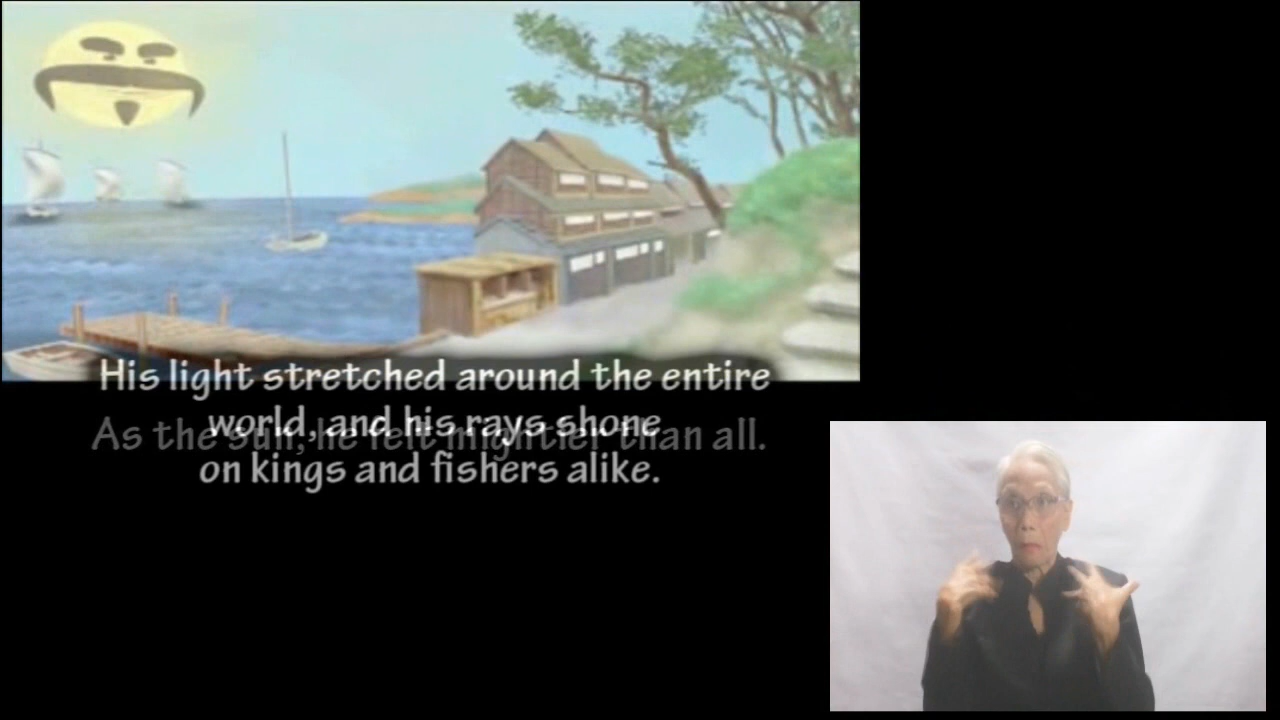 His light stretched around the entire
world, and his rays shone
As the sun, he felt mightier than all.
on kings and fishers alike.